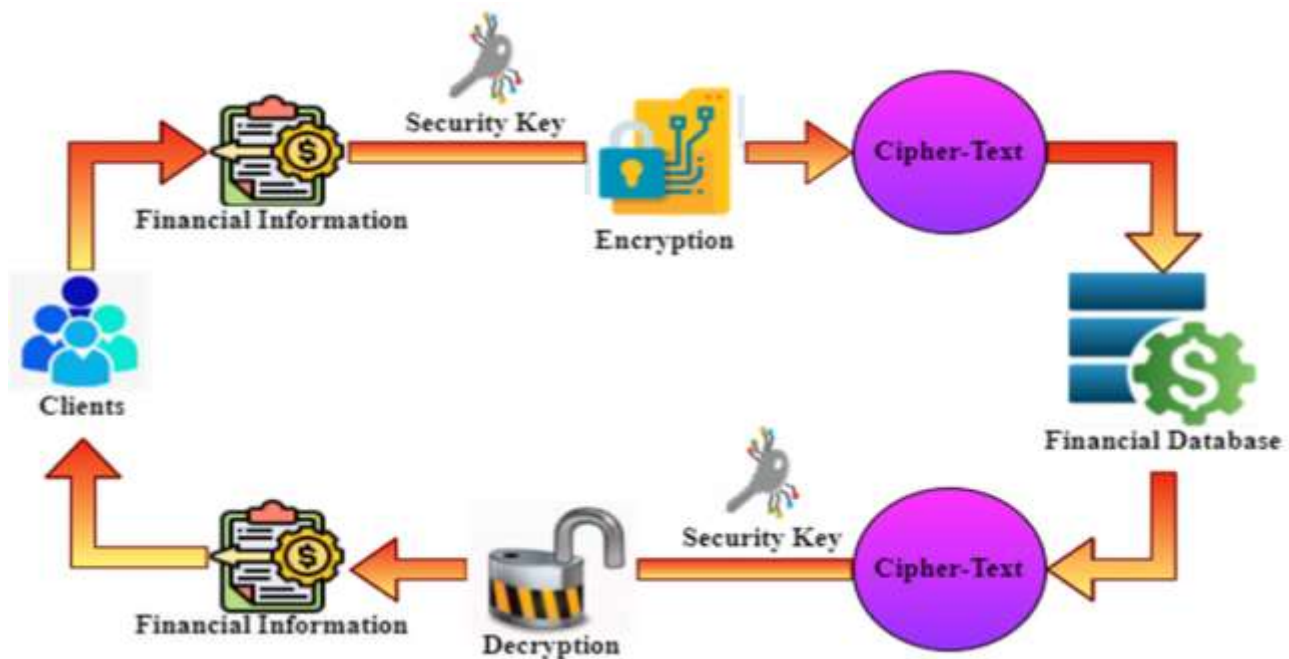 Security Key
Cipher-Text
Financial Information
Encryption
Clients
Financial Database
Security Key
Cipher-Text
Financial Information
Decryption